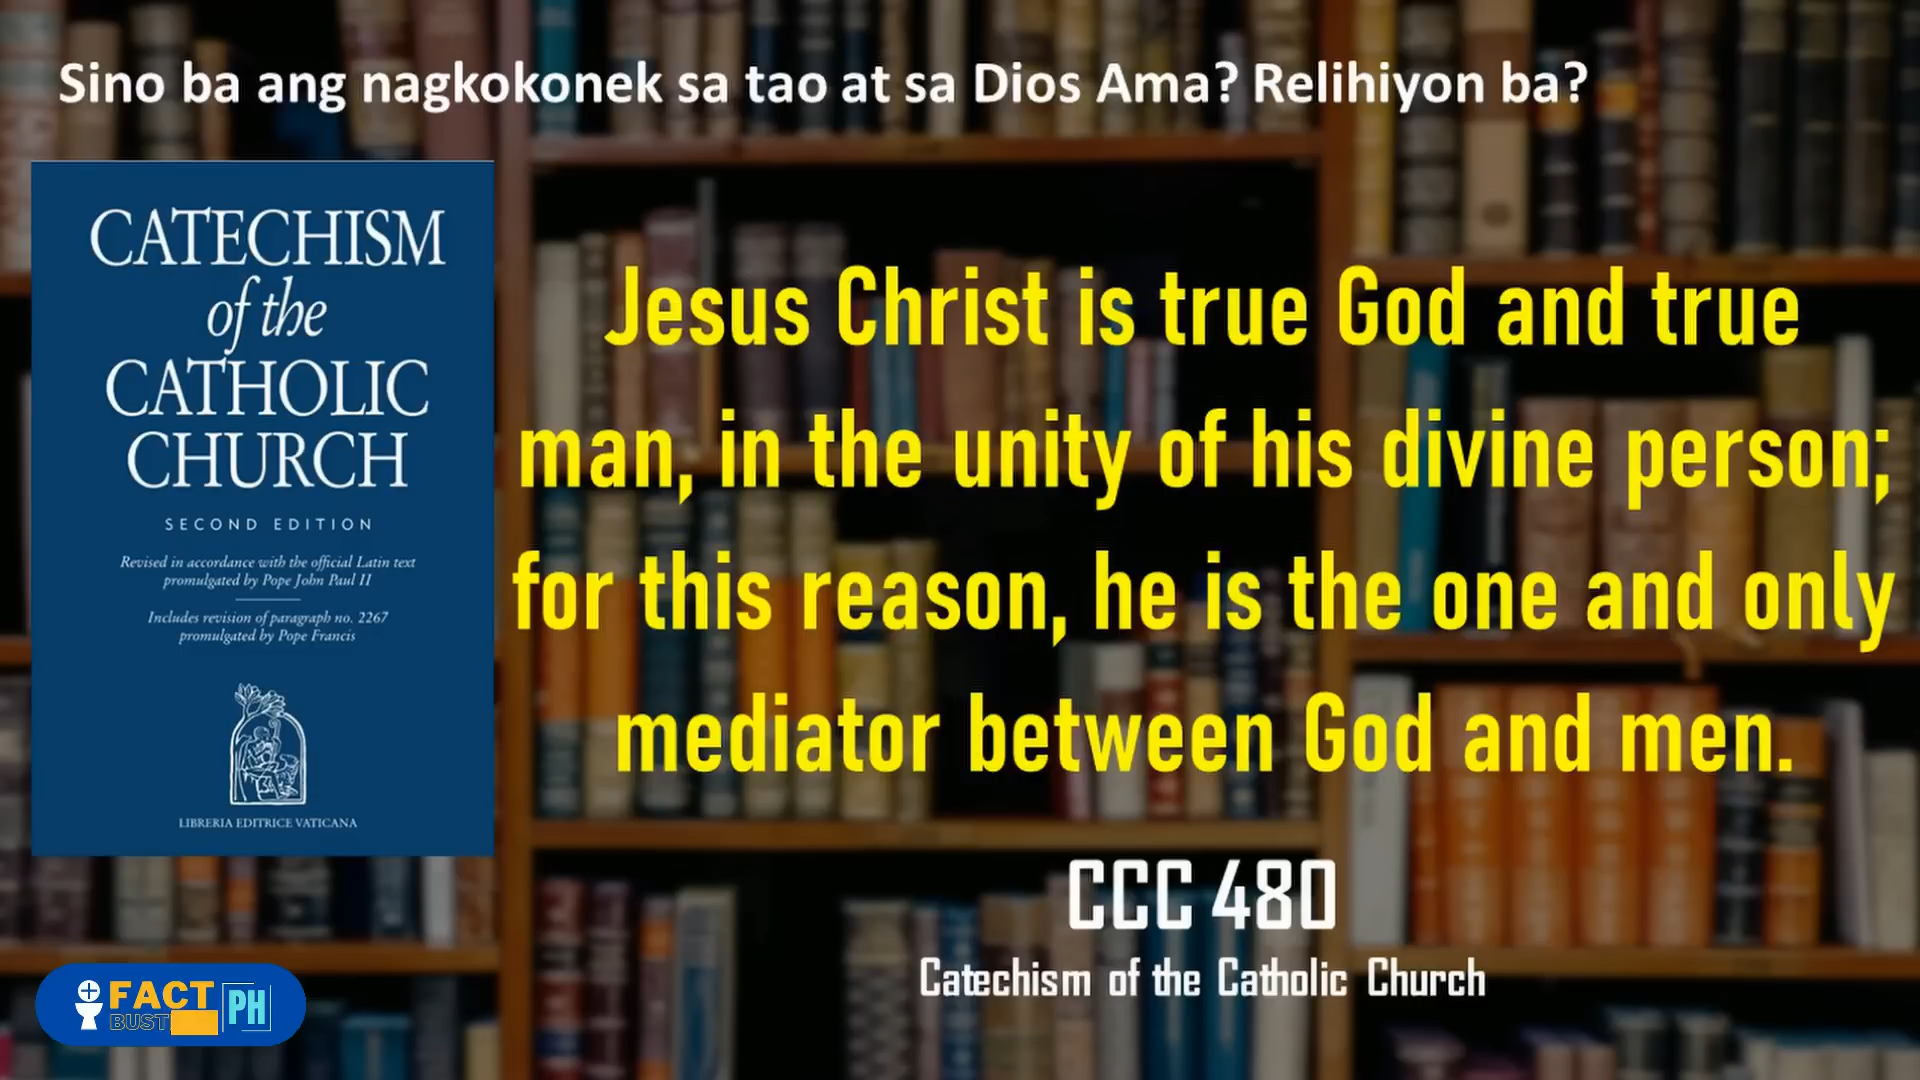 Sino ba ang nagkokonek sa tao at sa Dios Ama? Relihiyon ba?
CATECHISM
of the
CATHOLIC
CHURCH
SECOND EDITION
Revised in accordance with the official Latin text
promulgated by Pope John Paul II
Includes revision of paragraph no. 2267
promulgated by Pope Francis
LIBRERIA EDITRICE VATICANA
Jesus Christ is true God and true
man, in the unity of his divine person;
for this reason, he is the one and only
mediator between God and men.
CCC 480
Catechism of the Catholic Church
FACT
BUST
PH